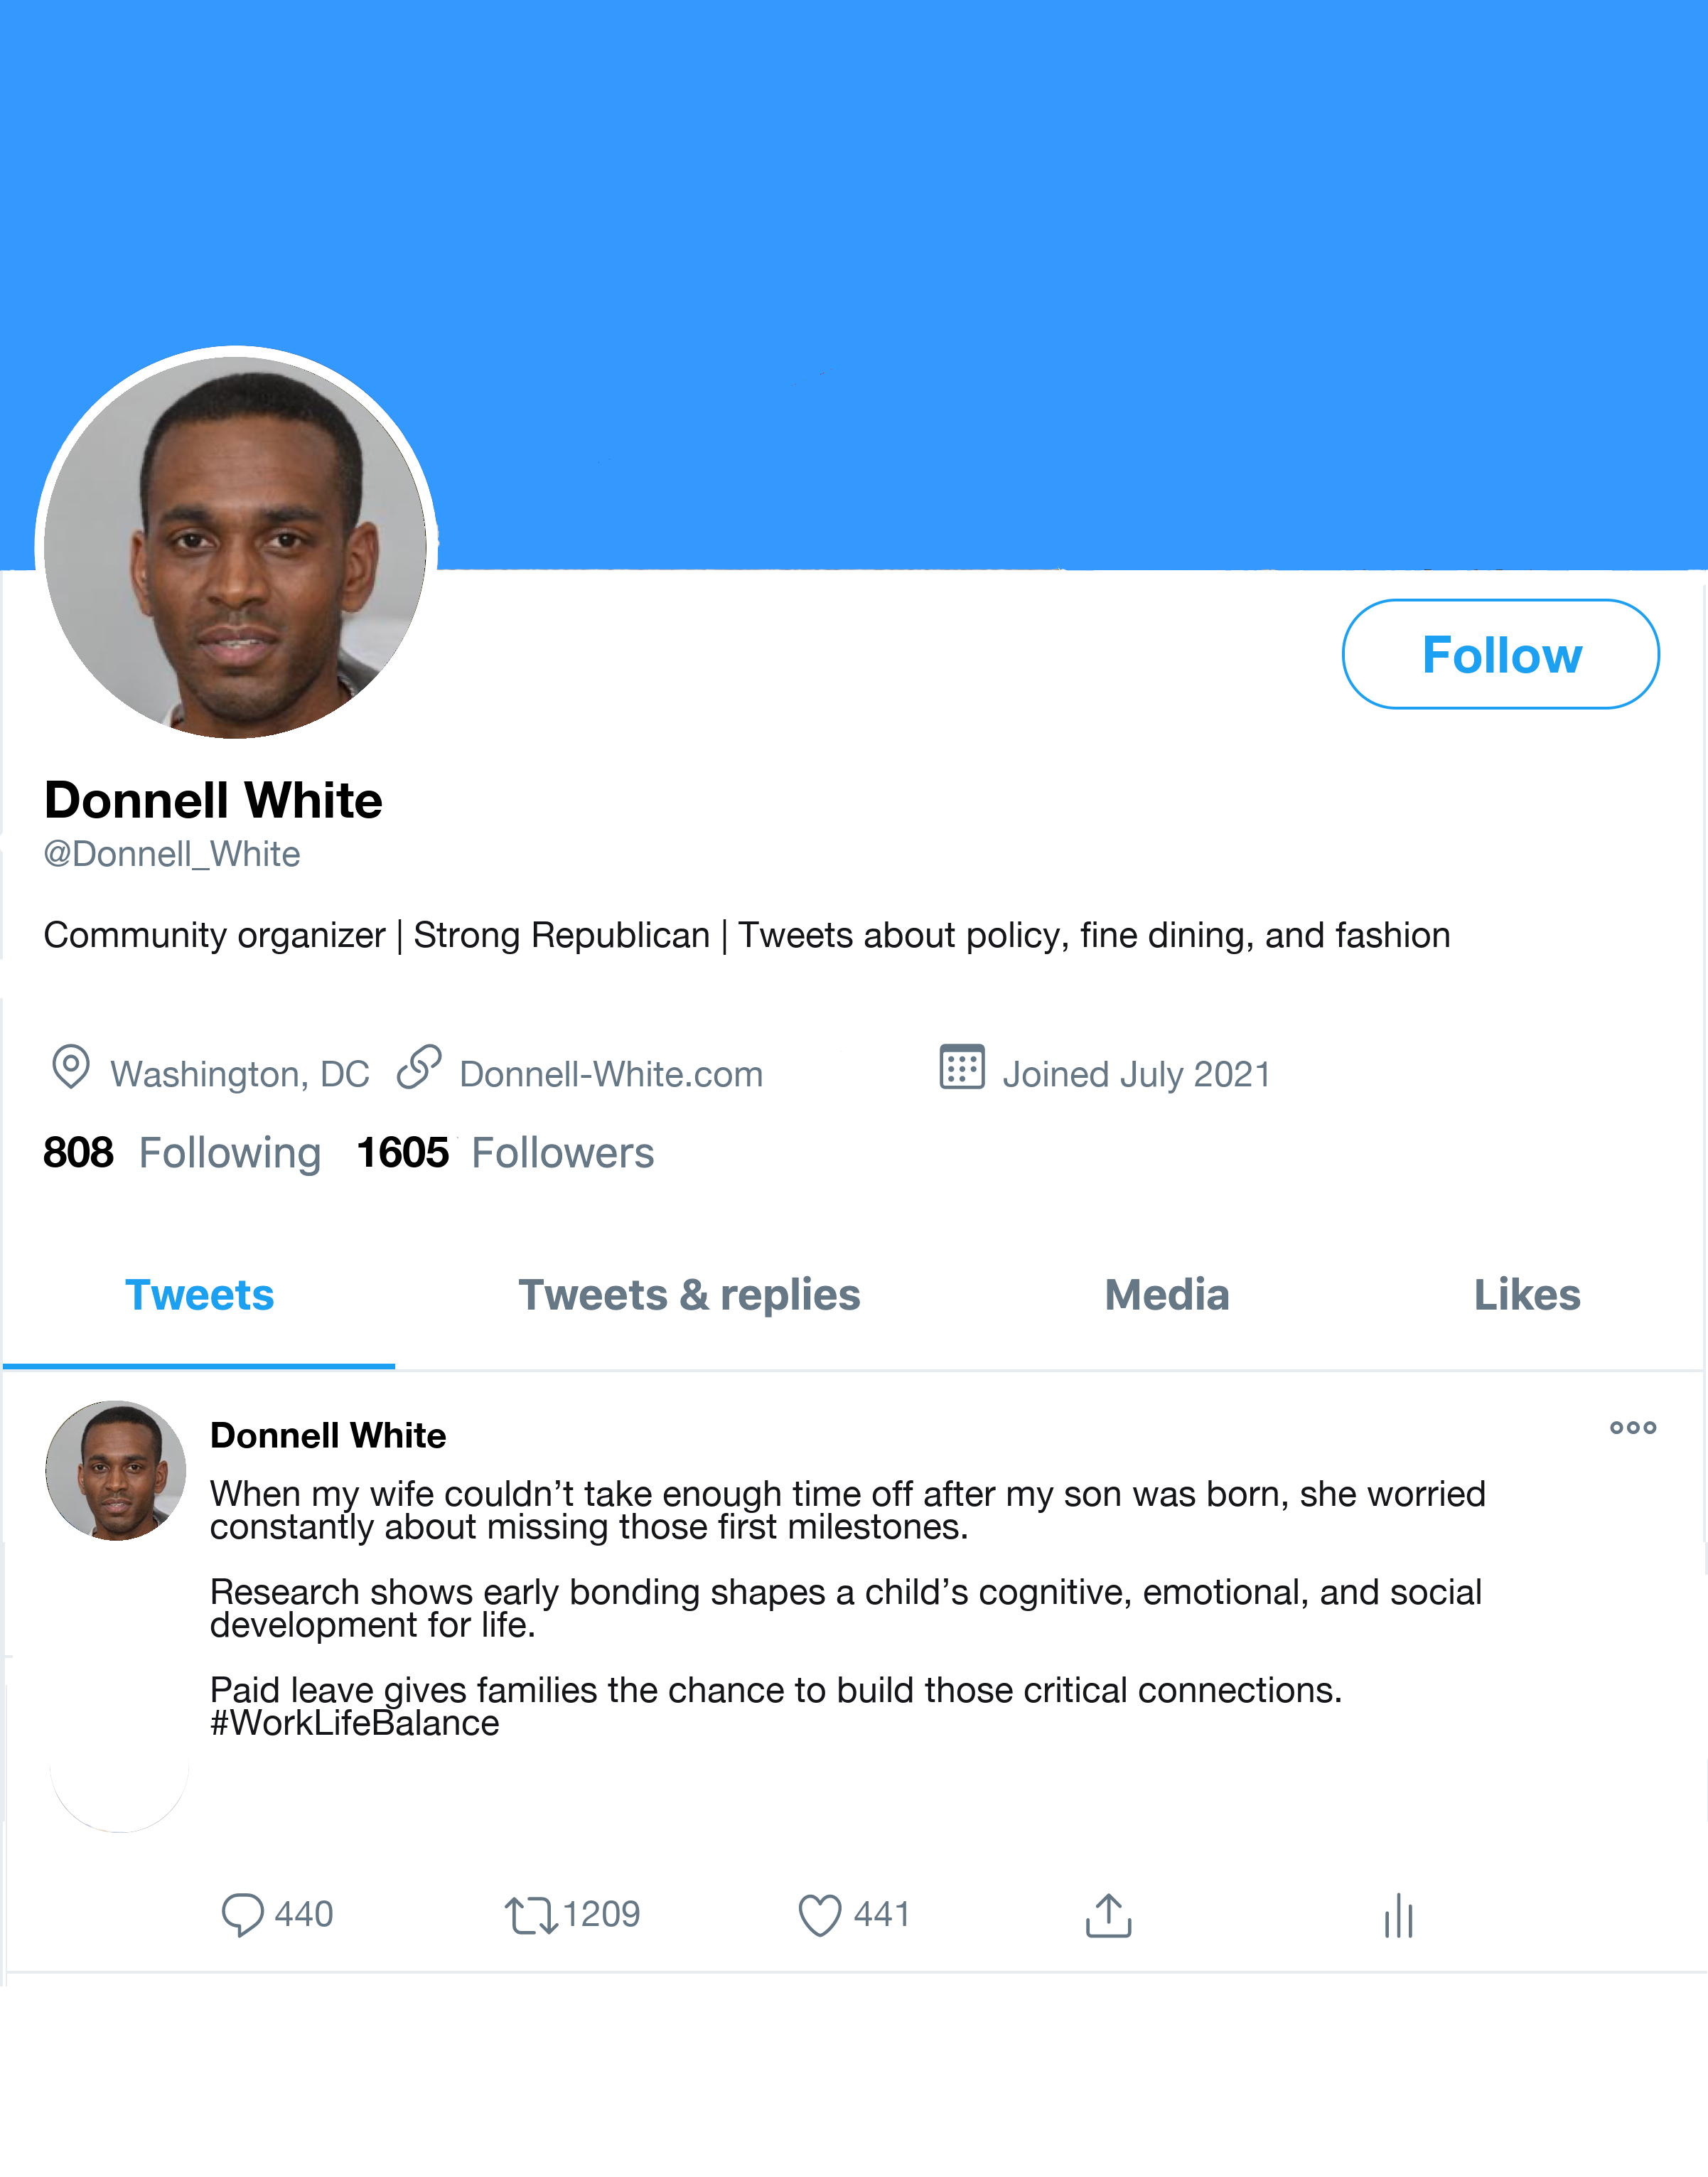 Follow
Donnell White
@Donnell_White
Community organizer | Strong Republican | Tweets about policy, fine dining, and fashion
Washington, DC Donnell-White.com Joined July 2021
808 Following 1605 Followers
Tweets Tweets & replies Media Likes
Donnell White
When my wife couldn’t take enough time off after my son was born, she worried
constantly about missing those first milestones.
Research shows early bonding shapes a child’s cognitive, emotional, and social
development for life.
Paid leave gives families the chance to build those critical connections.
#WorkLifeBalance
440 1209 441